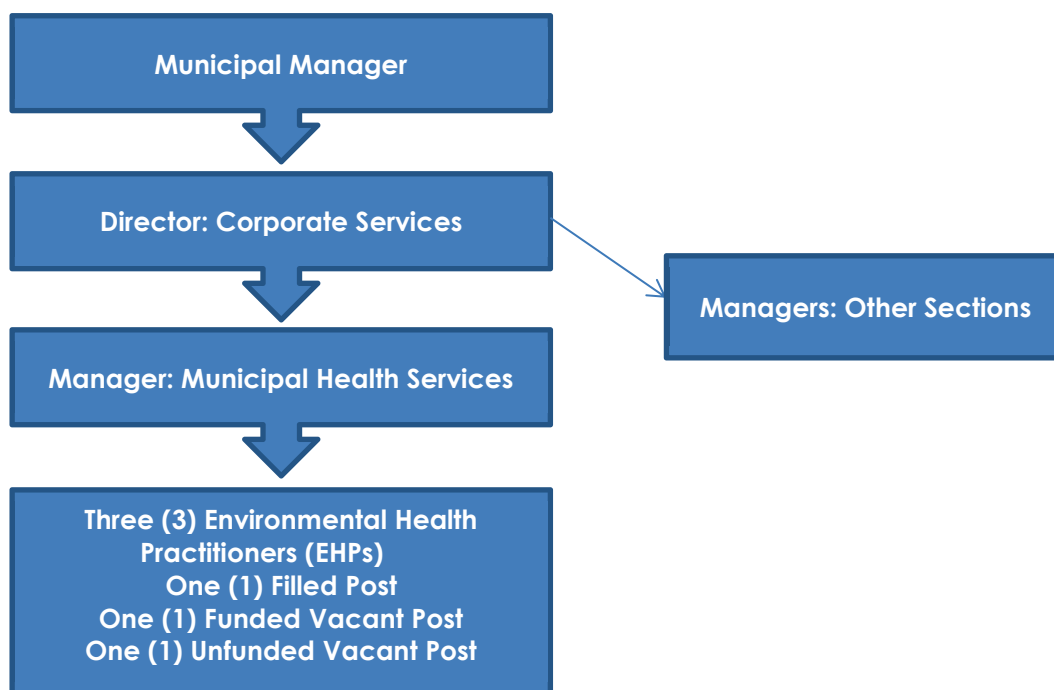 Municipal Manager
Director: Corporate Services
Managers: Other Sections
Manager: Municipal Health Services
Three (3) Environmental Health
Practitioners (EHPs)
One (1) Filled Post
One (1) Funded Vacant Post
One (1) Unfunded Vacant Post